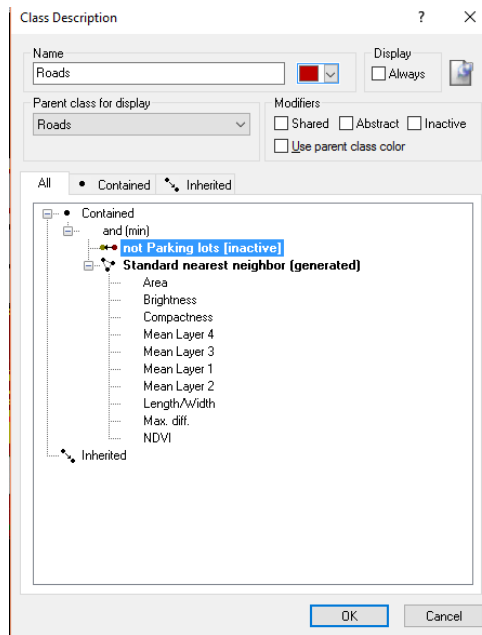 Class Description ? X
Name
Roads
Display
Always
Parent class for display
Roads
Modifiers
Shared Abstract Inactive
Use parent class color
All Contained Inherited
Contained
and (min)
not Parking lots [inactive]
Standard nearest neighbor (generated)
Area
Brightness
Compactness
Mean Layer 4
Mean Layer 3
Mean Layer 1
Mean Layer 2
Length/Width
Max. diff.
NDVI
Inherited
OK Cancel